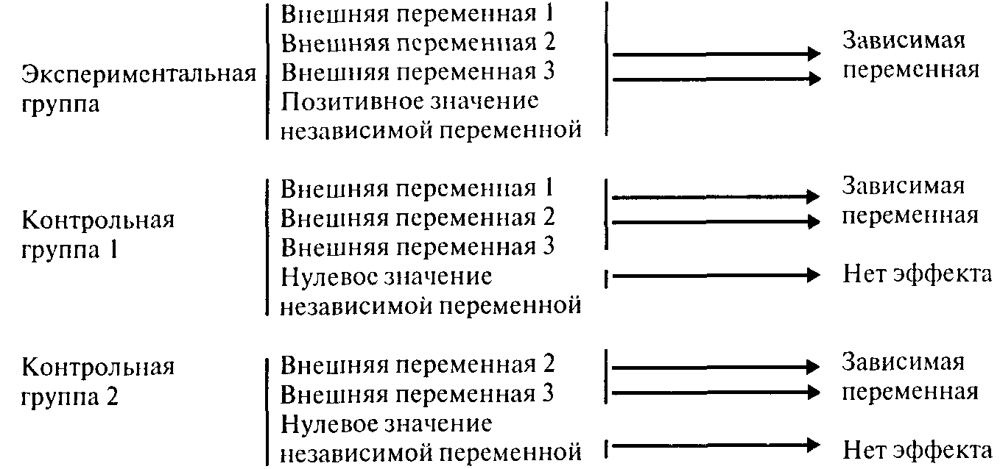 Экспериментальная
группа
Внешняя переменная 1
Внешняя переменная 2
Внешняя переменная 3
Позитивное значение
независимой переменной
Зависимая
переменная
Контрольная
группа 1
Внешняя переменная 1
Внешняя переменная 2
Внешняя переменная 3
Нулевое значение
независимой переменной
Зависимая
переменная
Нет эффекта
Контрольная
группа 2
Внешняя переменная 2
Внешняя переменная 3
Нулевое значение
независимой переменной
Зависимая
переменная
Нет эффекта